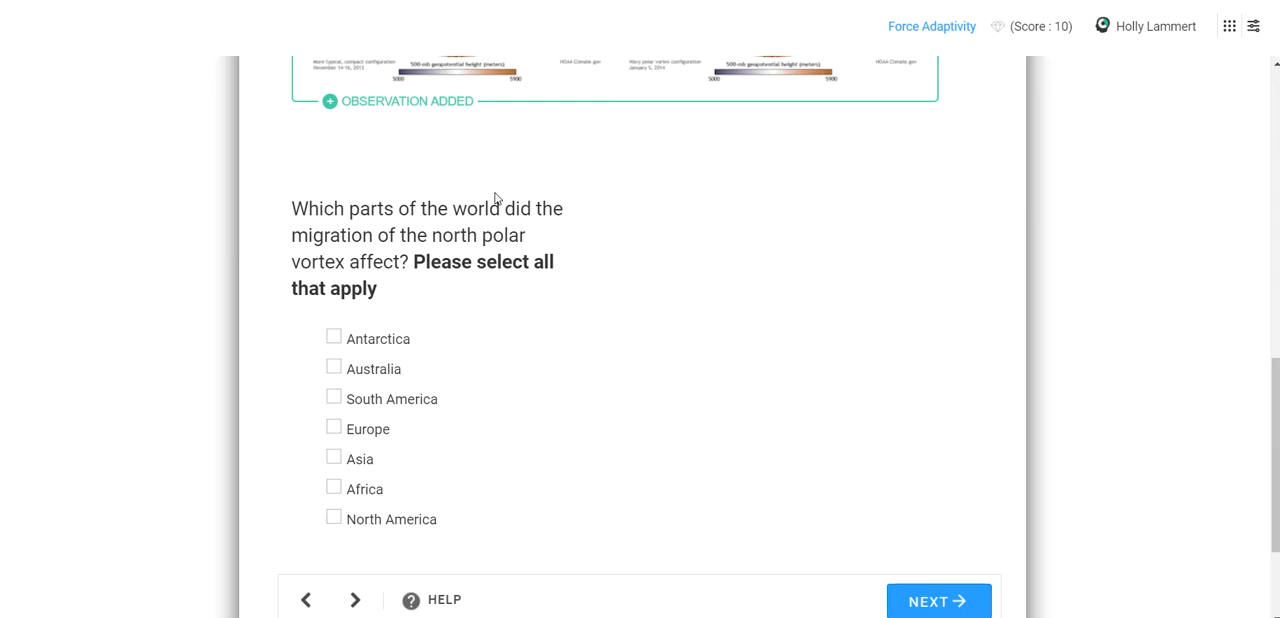 Force Adaptivity (Score : 10) Holly Lammert
More typical, compact configuration
November 14-16, 2013
500-mb geopotential height (meters)
NOAA Climate.gov
5000 5900
Wavy polar vortex configuration
January 5, 2014
500-mb geopotential height (meters)
NOAA Climate.gov
5000 5900
+ OBSERVATION ADDED
Which parts of the world did the
migration of the north polar
vortex affect? Please select all
that apply
Antarctica
Australia
South America
Europe
Asia
Africa
North America
? HELP
NEXT